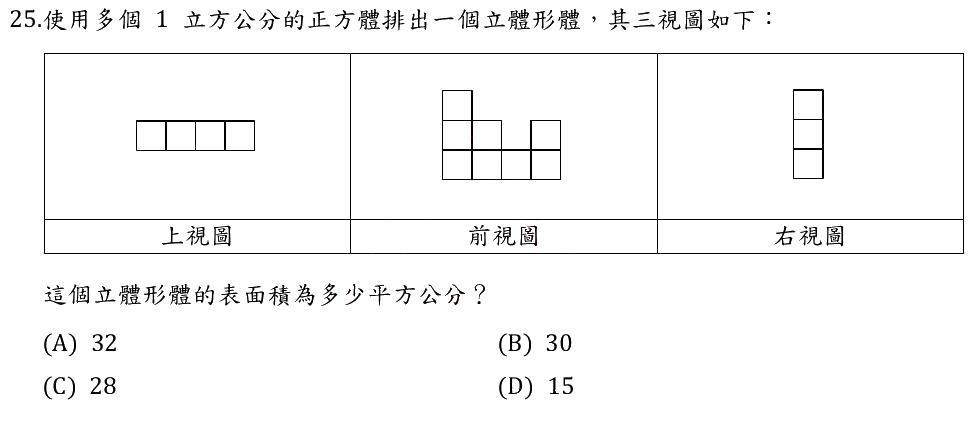 25.使用多個 1 立方公分的正方體排出一個立體形體，其三視圖如下：
上視圖 前視圖 右視圖
這個立體形體的表面積為多少平方公分？
(A) 32 (B) 30
(C) 28 (D) 15